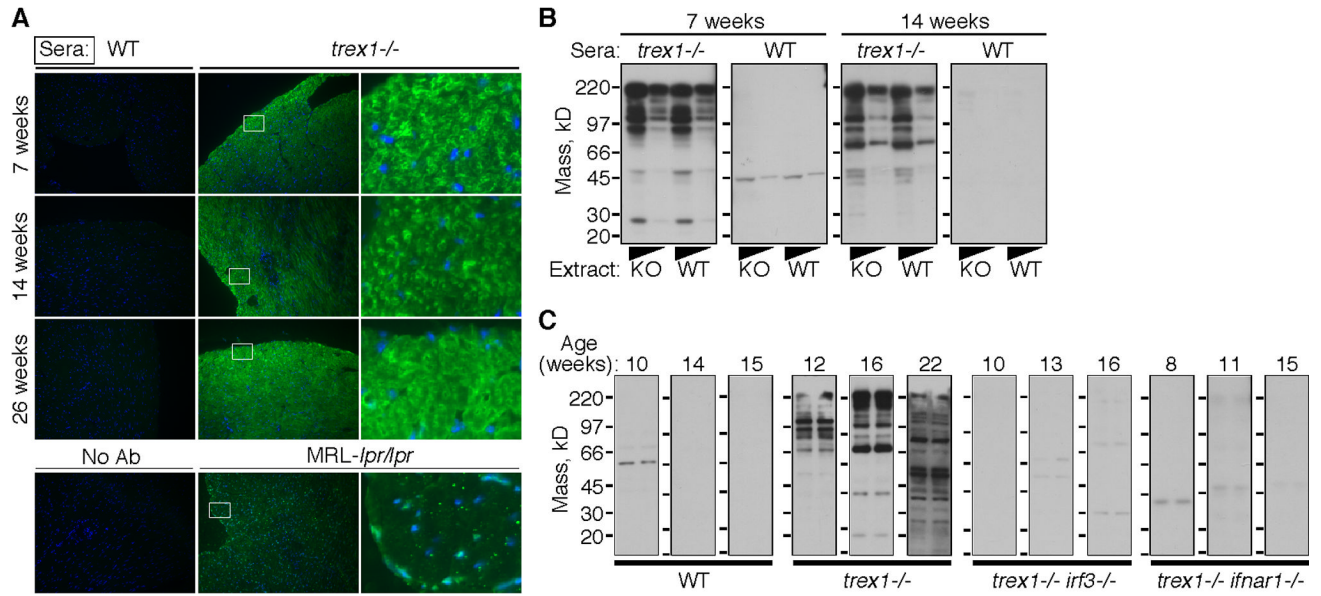 A
Sera: WT trex1-/-
7 weeks
14 weeks
26 weeks
No Ab MRL-lpr/lpr
B
7 weeks 14 weeks
Sera: trex1-/- WT trex1-/- WT
Mass, kD
220
97
66
45
30
20
Extract: KO WT KO WT KO WT KO WT
C
Age
(weeks): 10 14 15 12 16 22 10 13 16 8 11 15
Mass, kD
220
97
66
45
30
20
WT trex1-/- trex1-/- irf3-/- trex1-/- ifnar1-/-